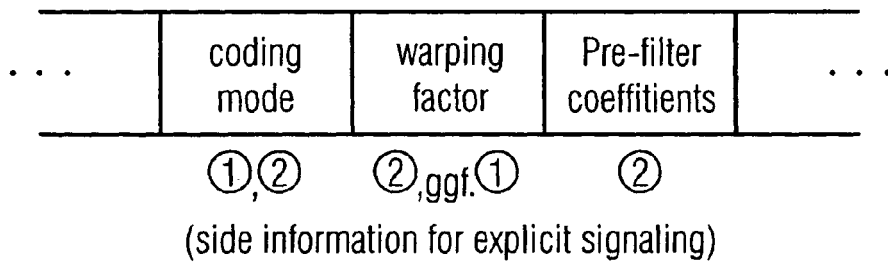 . . . coding mode warping factor Pre-filter coeffitients . . .
①,② ②,ggf.① ②
(side information for explicit signaling)